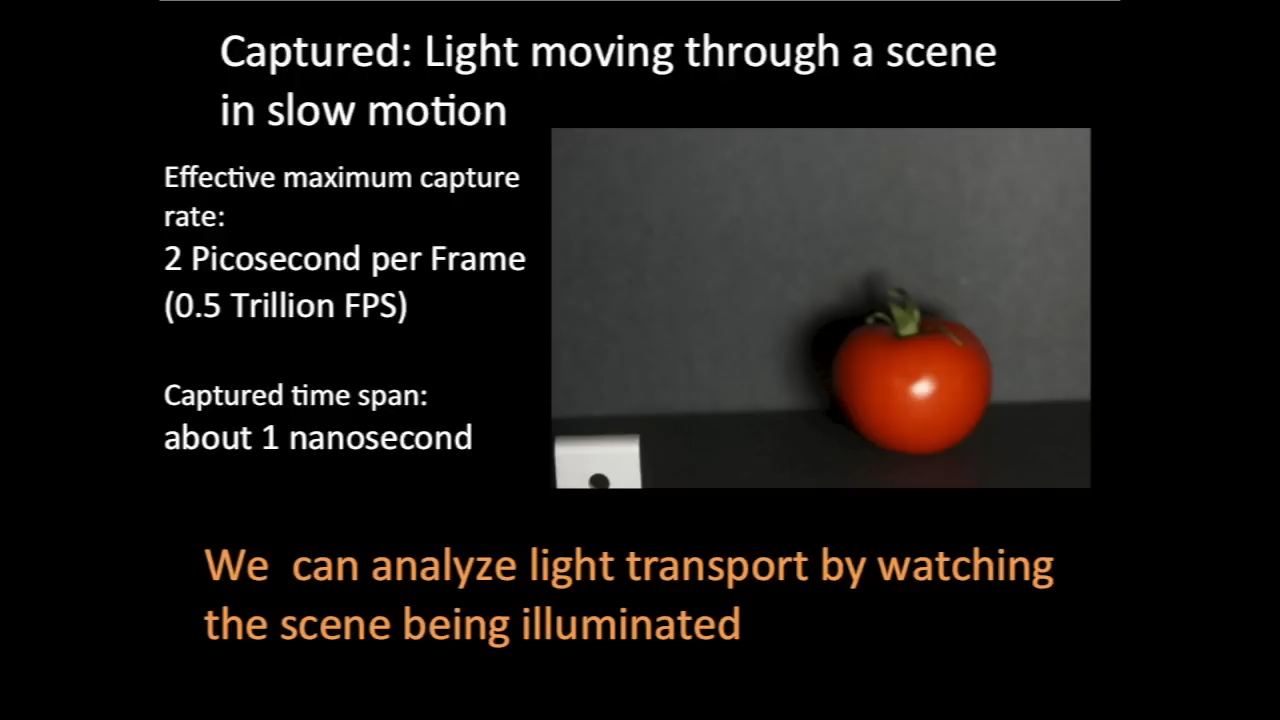 Captured: Light moving through a scene
in slow motion
Effective maximum capture
rate:
2 Picosecond per Frame
(0.5 Trillion FPS)
Captured time span:
about 1 nanosecond
We  can analyze light transport by watching
the scene being illuminated